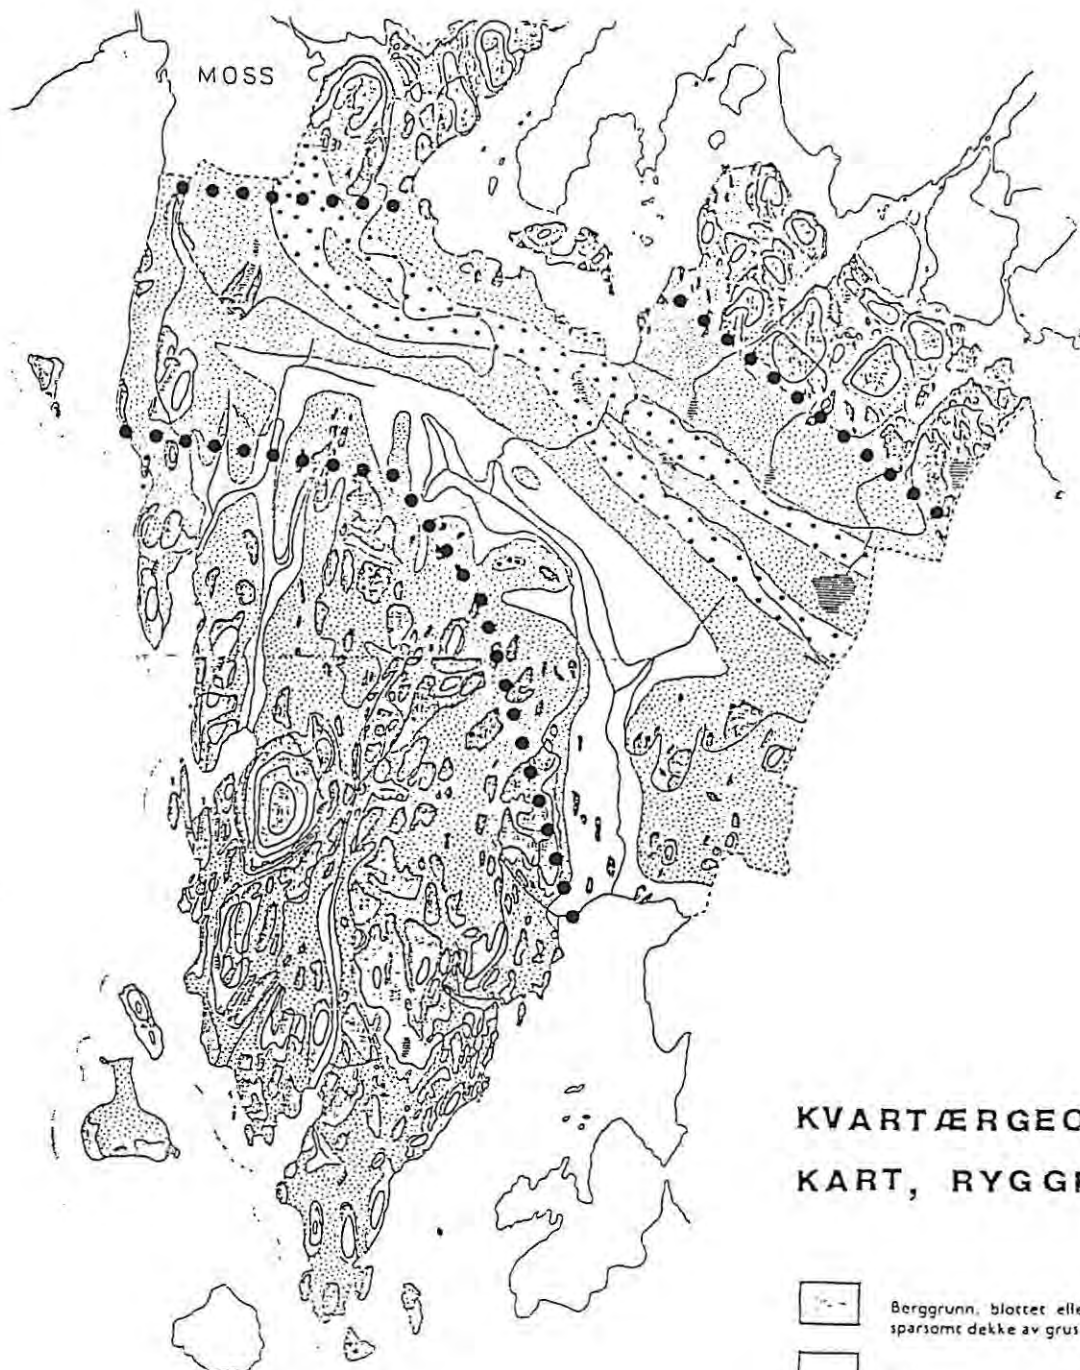 MOSS
KVARTÆRGEO
KART, RYGG
Berggrunn, blottet elle
sparsomt dekke av grus